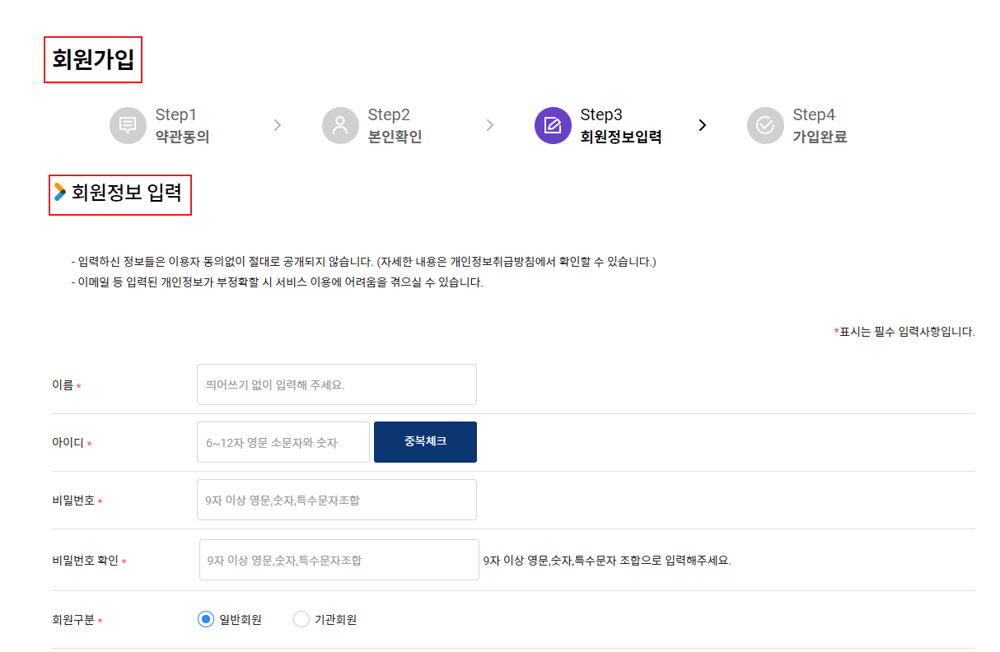 회원가입
Step1
약관동의
Step2
본인확인
Step3
회원정보입력
Step4
가입완료
회원정보 입력
- 입력하신 정보들은 이용자 동의없이 절대로 공개되지 않습니다. (자세한 내용은 개인정보취급방침에서 확인할 수 있습니다.)
- 이메일 등 입력된 개인정보가 부정확할 시 서비스 이용에 어려움을 겪으실 수 있습니다.
*표시는 필수 입력사항입니다.
이름 * 띄어쓰기 없이 입력해 주세요.
아이디 * 6~12자 영문 소문자와 숫자 중복체크
비밀번호 * 9자 이상 영문,숫자,특수문자조합
비밀번호 확인 * 9자 이상 영문,숫자,특수문자조합 9자 이상 영문,숫자,특수문자 조합으로 입력해주세요.
회원구분 * 일반회원 기관회원